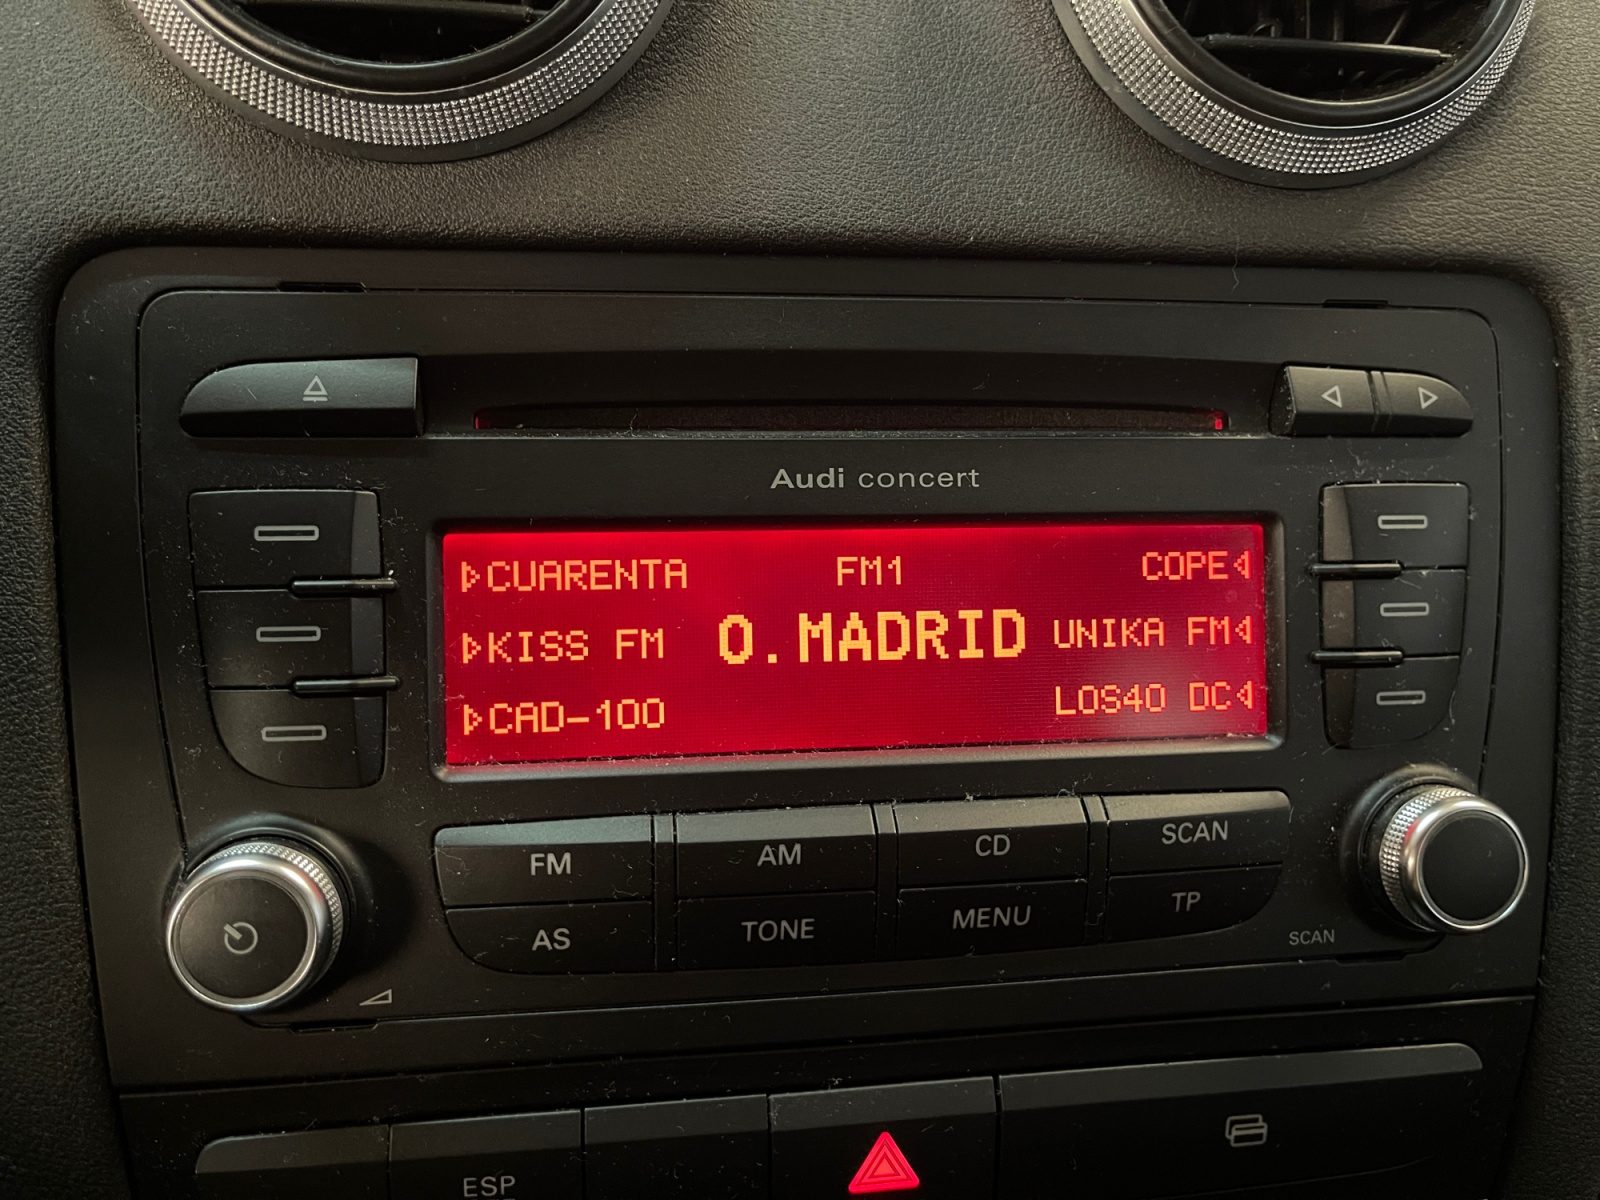 Audi concert
CUARENTA FM1 COPE
KISS FM O.MADRID UNIKA FM
CAD-100 LOS40 DC
FM AM CD SCAN
AS TONE MENU TP
SCAN
ESP